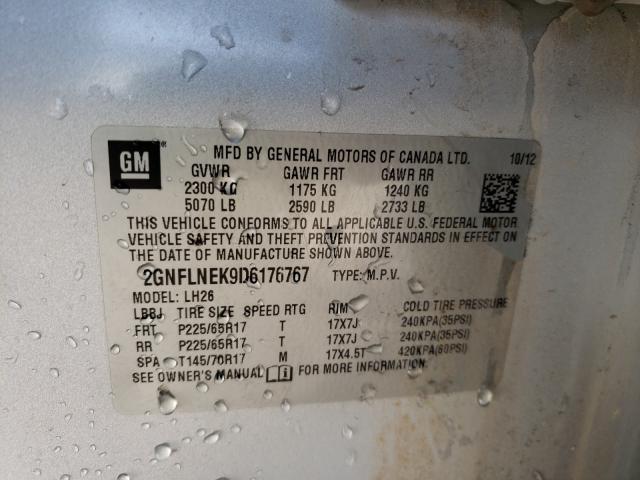 GM ® MFD BY GENERAL MOTORS OF CANADA LTD. 10/12
GVWR GAWR FRT GAWR RR
2300 KG 1175 KG 1240 KG
5070 LB 2590 LB 2733 LB
THIS VEHICLE CONFORMS TO ALL APPLICABLE U.S. FEDERAL MOTOR
VEHICLE SAFETY AND THEFT PREVENTION STANDARDS IN EFFECT ON
THE DATE OF MANUFACTURE SHOWN ABOVE.
2GNFLNEK9D6176767 TYPE: M.P.V.
MODEL: LH26
LBBJ TIRE SIZE SPEED RTG RIM COLD TIRE PRESSURE
FRT P225/65R17 T 17X7J 240KPA(35PSI)
RR P225/65R17 T 17X7J 240KPA(35PSI)
SPA T145/70R17 M 17X4.5T 420KPA(60PSI)
SEE OWNER'S MANUAL FOR MORE INFORMATION.